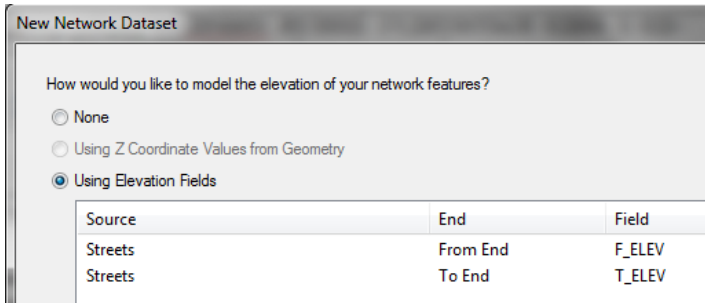 New Network Dataset
How would you like to model the elevation of your network features?
None
Using Z Coordinate Values from Geometry
Using Elevation Fields
Source End Field
Streets From End F_ELEV
Streets To End T_ELEV